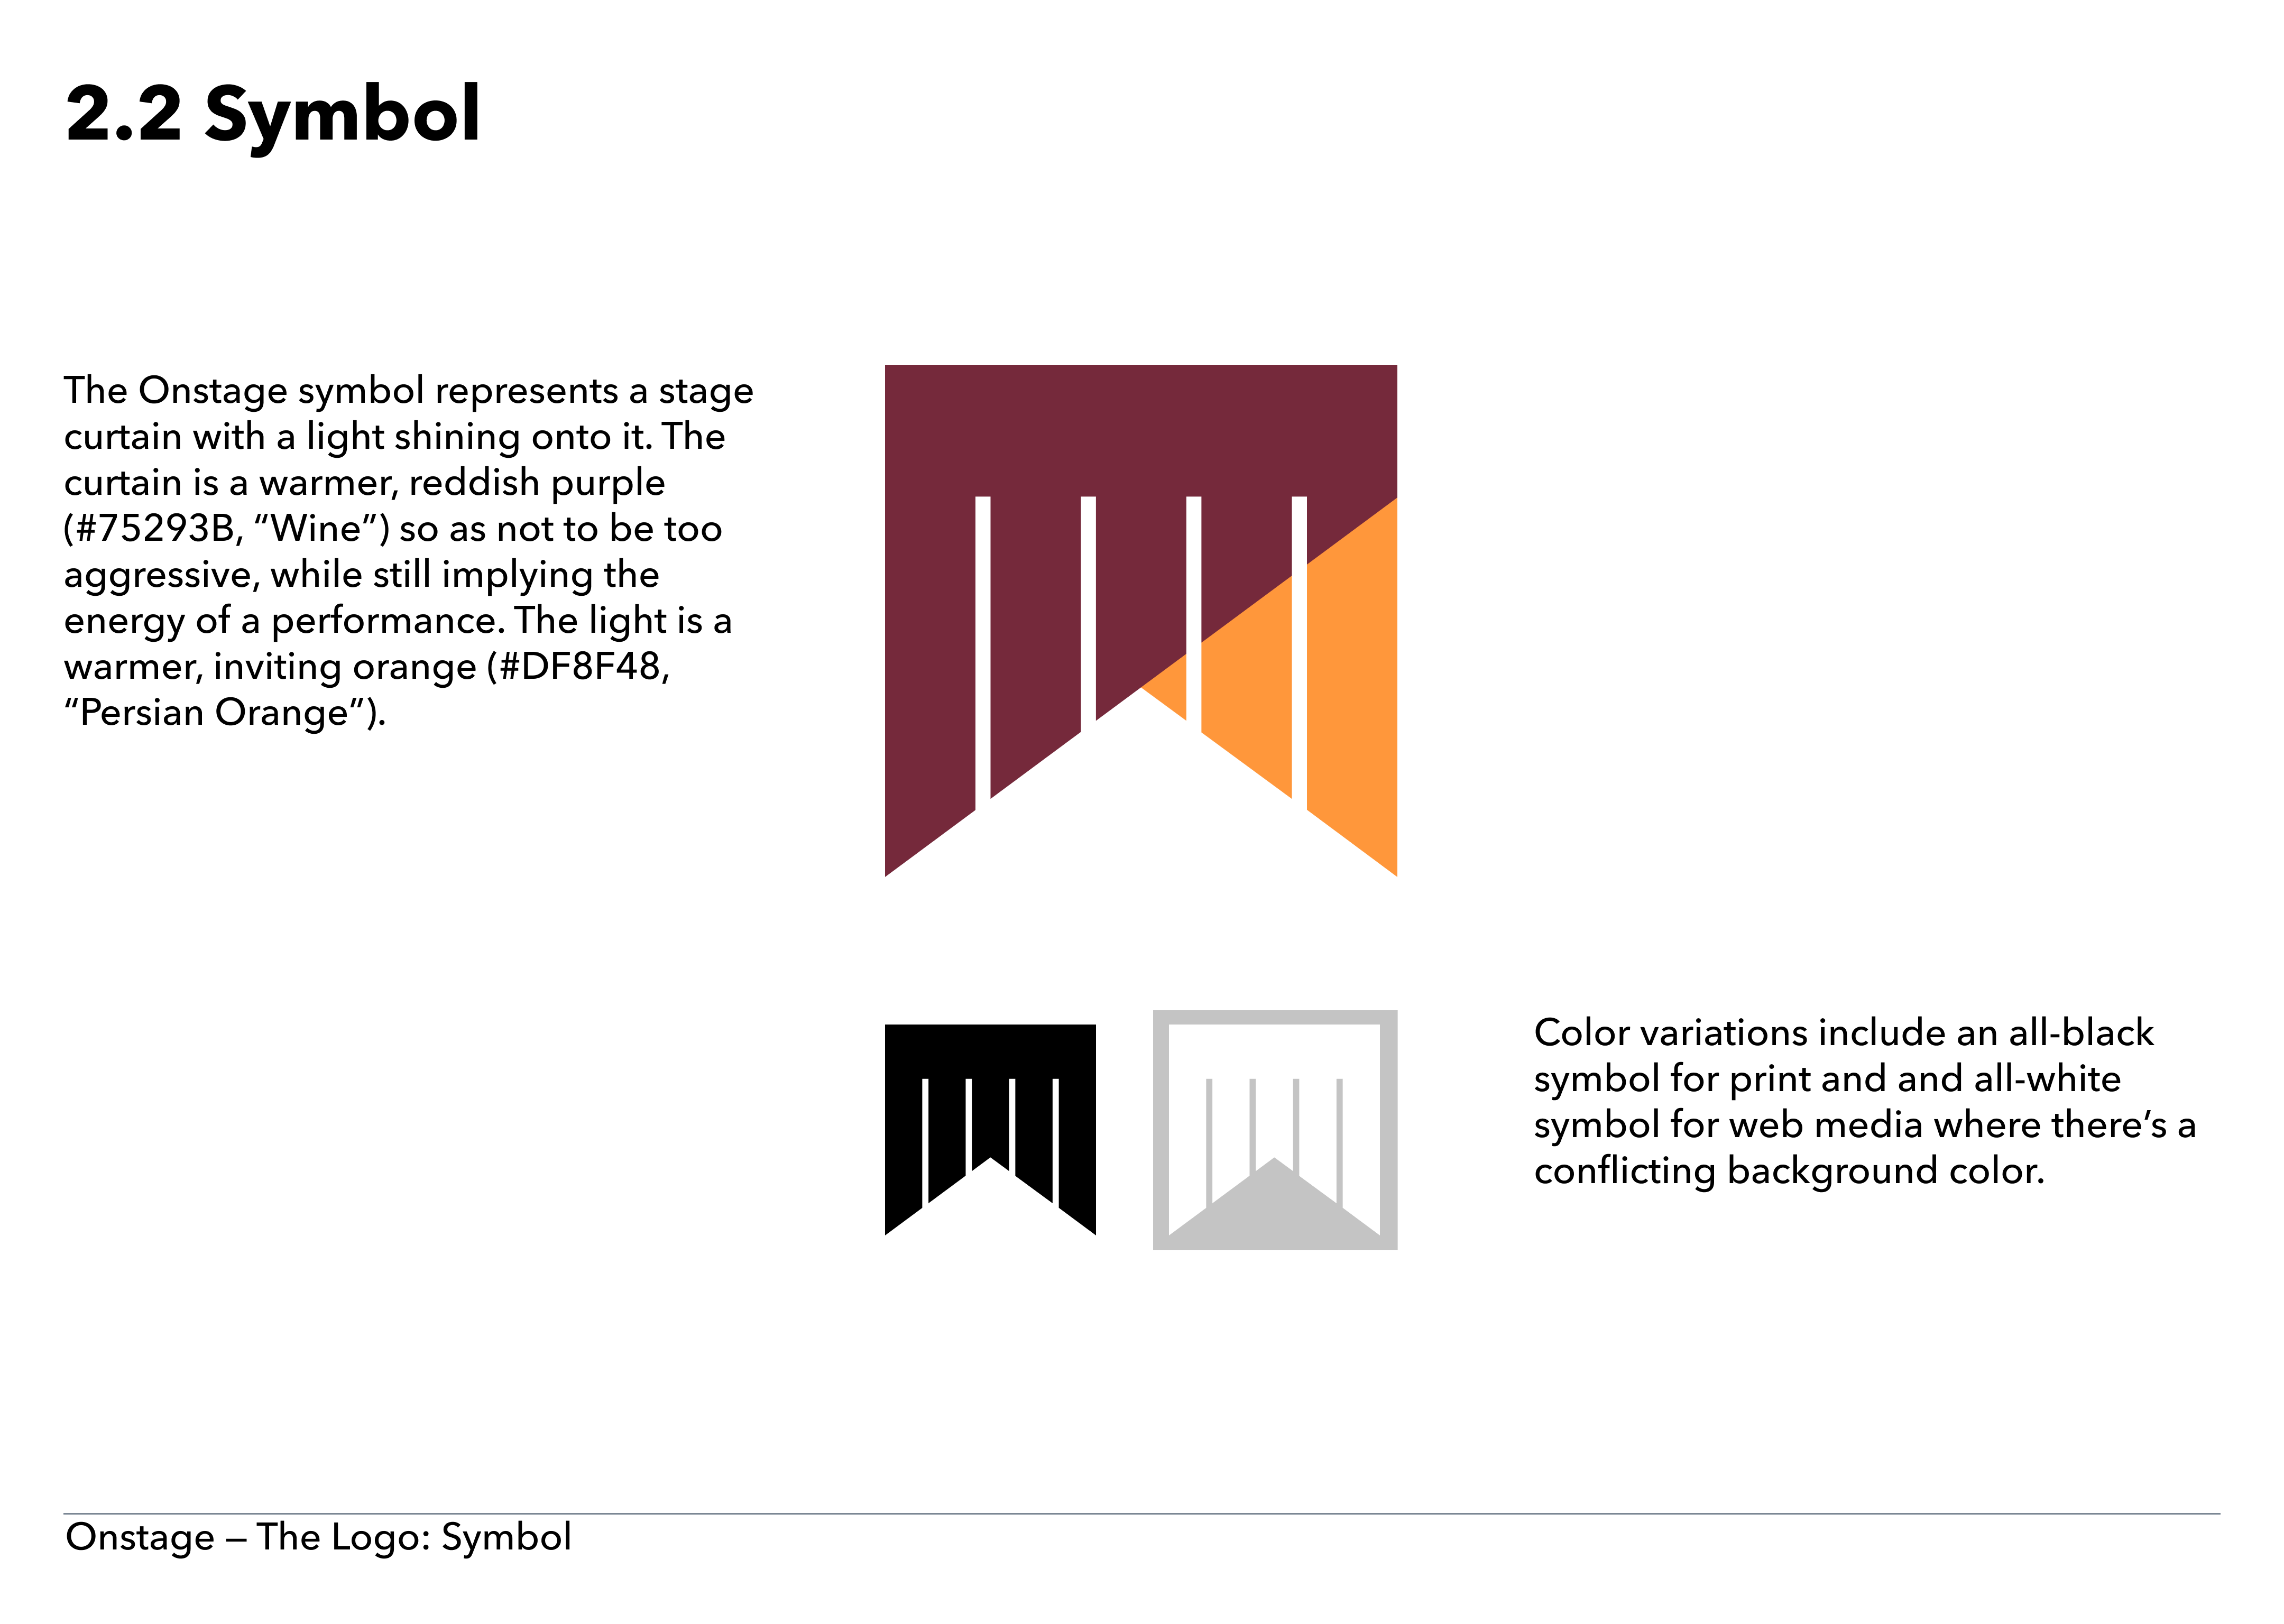 2.2 Symbol
The Onstage symbol represents a stage
curtain with a light shining onto it. The
curtain is a warmer, reddish purple
(#75293B, “Wine”) so as not to be too
aggressive, while still implying the
energy of a performance. The light is a
warmer, inviting orange (#DF8F48,
“Persian Orange”).
Color variations include an all-black
symbol for print and and all-white
symbol for web media where there’s a
conflicting background color.
Onstage – The Logo: Symbol